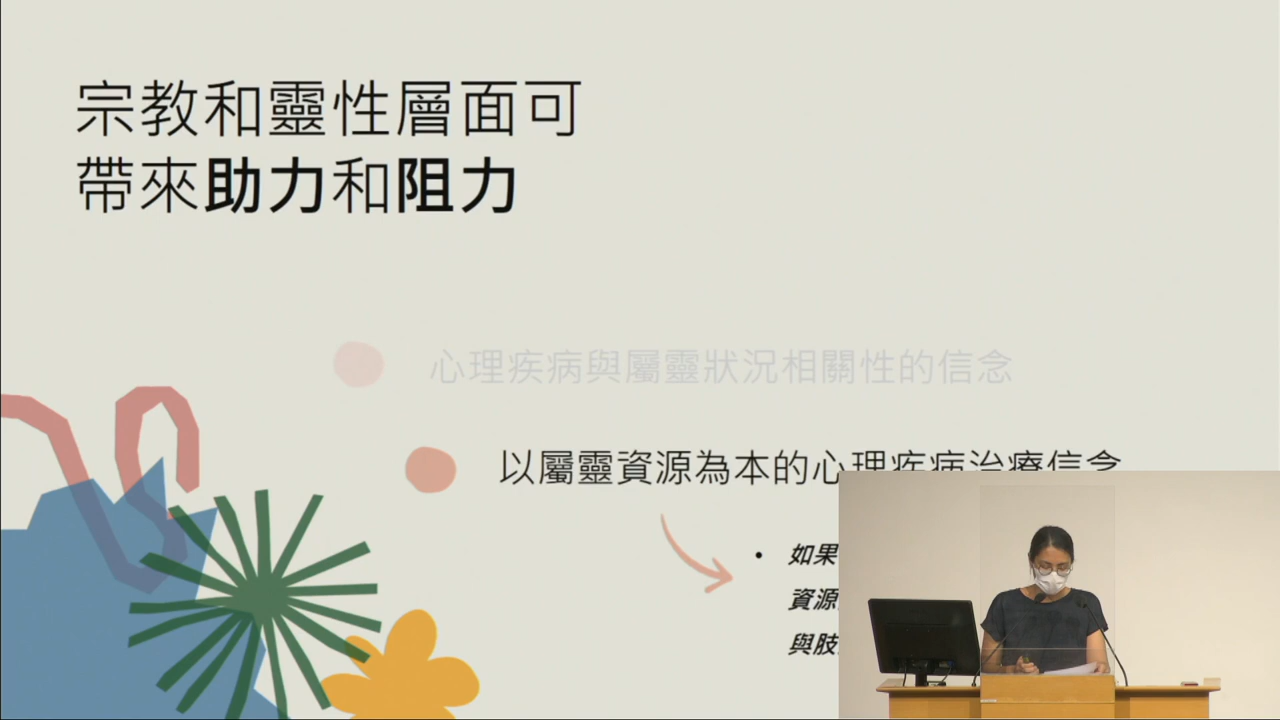 宗教和靈性層面可
帶來助力和阻力
心理疾病與屬靈狀況相關性的信念
以屬靈資源為本的心理疾病治療信念
• 如果
資源
與肢